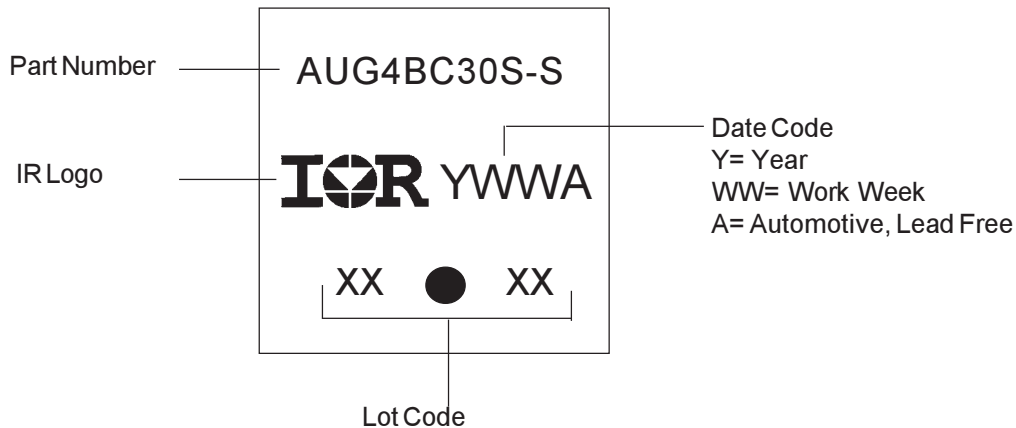 Part Number
AUG4BC30S-S
IR Logo
IOR YWWA
Date Code
Y= Year
WW= Work Week
A= Automotive, Lead Free
XX XX
Lot Code